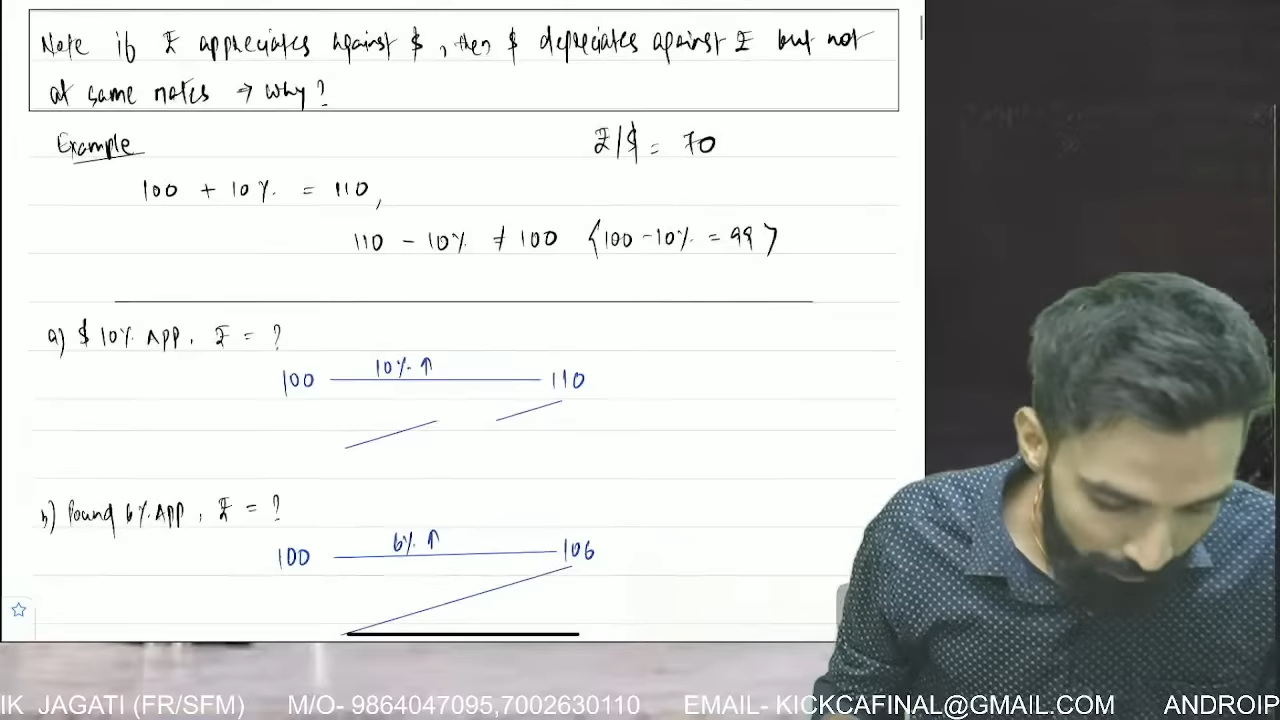 Note if ₹ appreciates against $, then $ depreciates against ₹ but not
at same notes → why?
Example
₹/$ = 70
100 + 10% = 110,
110 - 10% ≠ 100 {100 - 10% = 99}
a) $ 10% APP, ₹ = ?
10% ↑
100 110
b) Pound 6% APP, ₹ = ?
6% ↑
100 106
IK JAGATI (FR/SFM) M/O- 9864047095,7002630110 EMAIL- KICKCAFINAL@GMAIL.COM ANDROIP